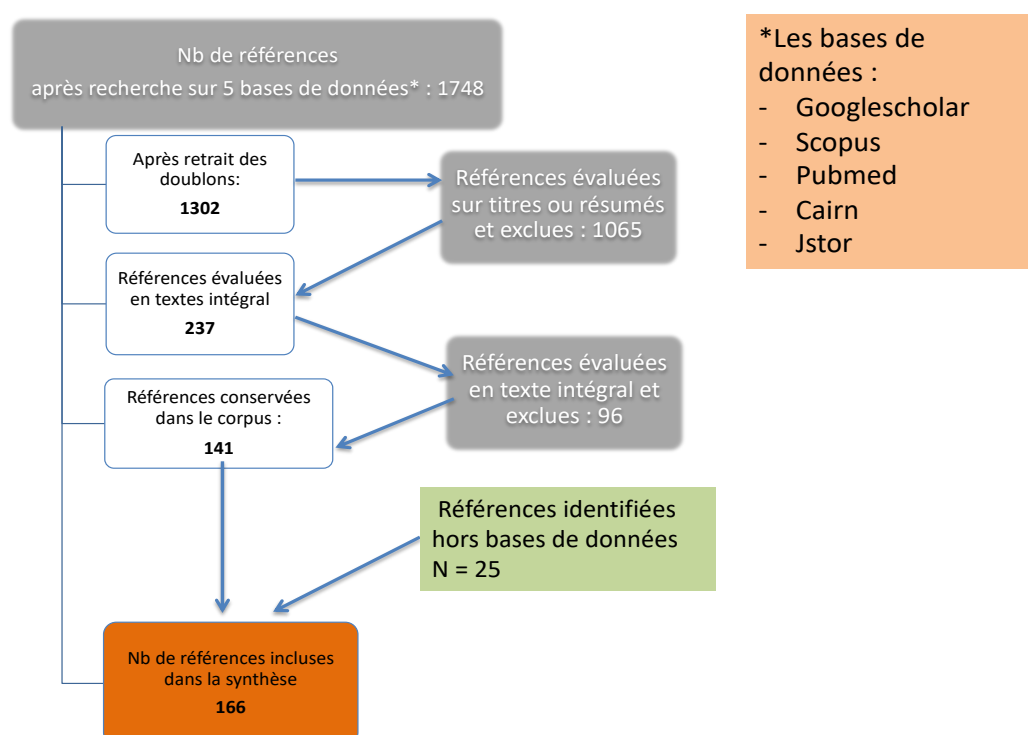 Nb de références
après recherche sur 5 bases de données* : 1748
*Les bases de
données :
- Googlescholar
- Scopus
- Pubmed
- Cairn
- Jstor
Après retrait des
doublons:
1302
Références évaluées
sur titres ou résumés
et exclues : 1065
Références évaluées
en textes intégral
237
Références évaluées
en texte intégral et
exclues : 96
Références conservées
dans le corpus :
141
Références identifiées
hors bases de données
N = 25
Nb de références incluses
dans la synthèse
166